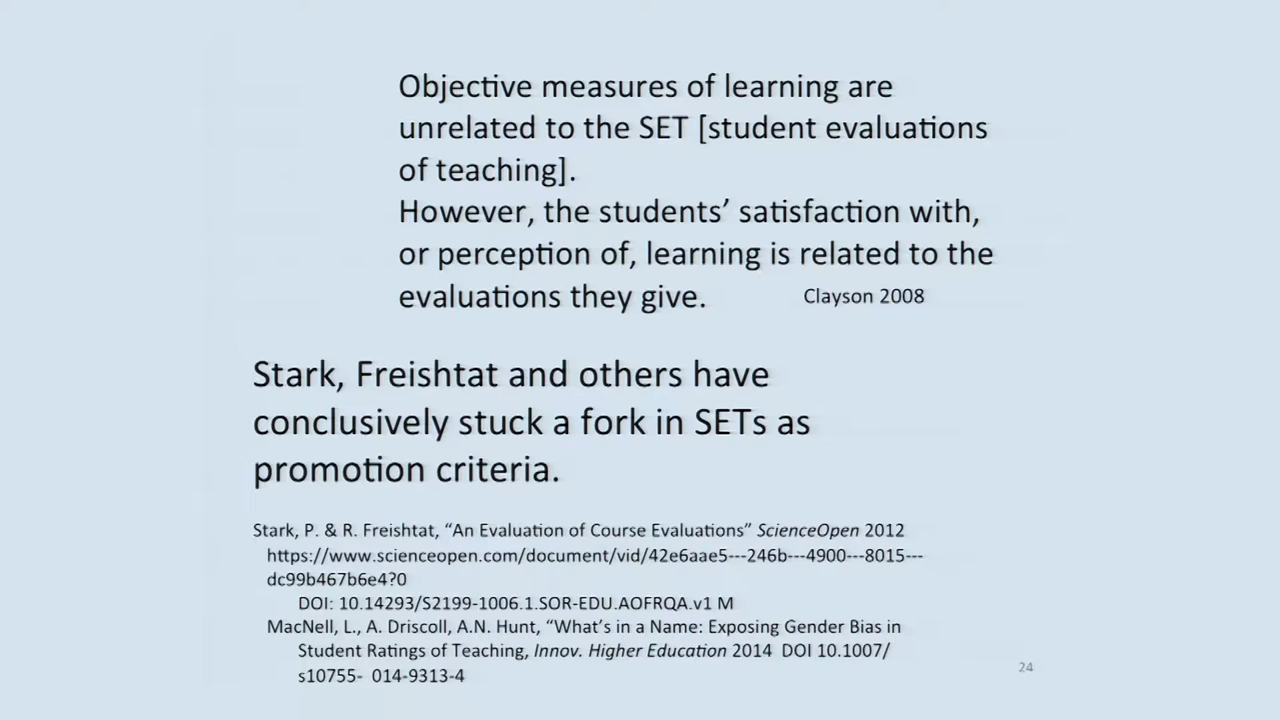 Objective measures of learning are
unrelated to the SET [student evaluations
of teaching].
However, the students’ satisfaction with,
or perception of, learning is related to the
evaluations they give. Clayson 2008
Stark, Freishtat and others have
conclusively stuck a fork in SETs as
promotion criteria.
Stark, P. & R. Freishtat, “An Evaluation of Course Evaluations” ScienceOpen 2012
https://www.scienceopen.com/document/vid/42e6aae5---246b---4900---8015---
dc99b467b6e4?0
DOI: 10.14293/S2199-1006.1.SOR-EDU.AOFRQA.v1 M
MacNell, L., A. Driscoll, A.N. Hunt, “What’s in a Name: Exposing Gender Bias in
Student Ratings of Teaching, Innov. Higher Education 2014 DOI 10.1007/
s10755- 014-9313-4
24